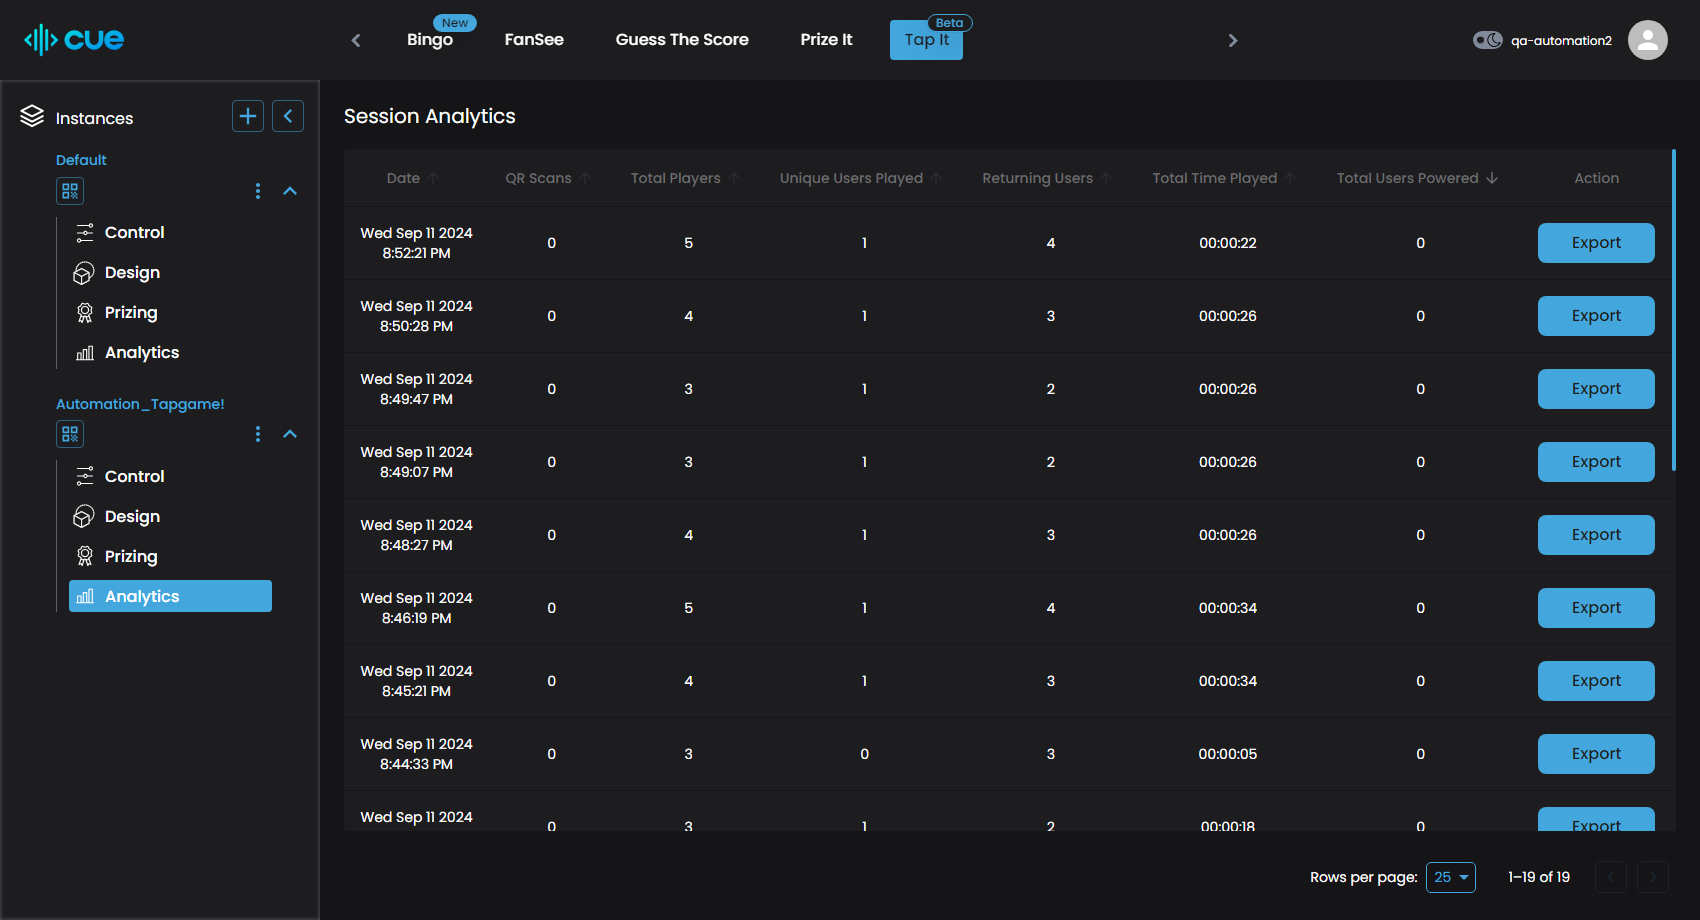 cue
New
Beta
Bingo FanSee Guess The Score Prize It Tap It
qa-automation2
Instances
Default
Control
Design
Prizing
Analytics
Automation_Tapgame!
Control
Design
Prizing
Analytics
Session Analytics
Date QR Scans Total Players Unique Users Played Returning Users Total Time Played Total Users Powered Action
Wed Sep 11 2024
8:52:21 PM 0 5 1 4 00:00:22 0 Export
Wed Sep 11 2024
8:50:28 PM 0 4 1 3 00:00:26 0 Export
Wed Sep 11 2024
8:49:47 PM 0 3 1 2 00:00:26 0 Export
Wed Sep 11 2024
8:49:07 PM 0 3 1 2 00:00:26 0 Export
Wed Sep 11 2024
8:48:27 PM 0 4 1 3 00:00:26 0 Export
Wed Sep 11 2024
8:46:19 PM 0 5 1 4 00:00:34 0 Export
Wed Sep 11 2024
8:45:21 PM 0 4 1 3 00:00:34 0 Export
Wed Sep 11 2024
8:44:33 PM 0 3 0 3 00:00:05 0 Export
Wed Sep 11 2024
0 3 1 2 00:00:18 0 Export
Rows per page: 25 1–19 of 19